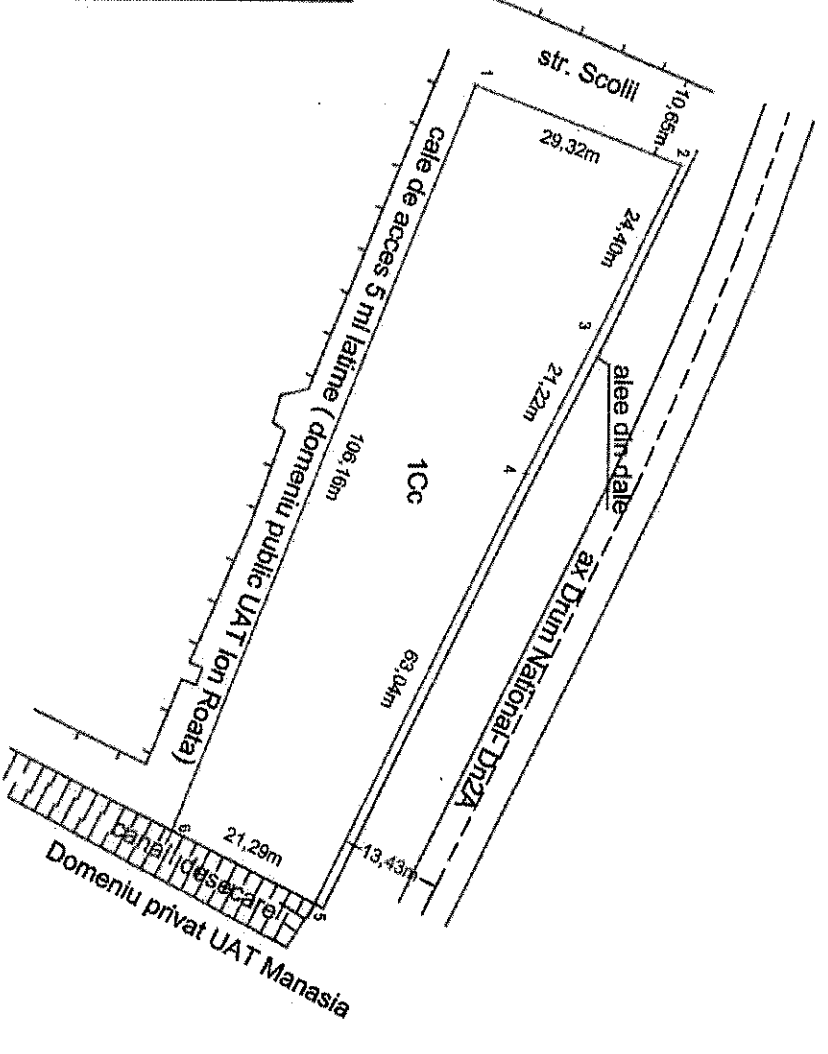 str. Scolii
10,65m
1
2
29,32m
24,40m
3
21,22m
alee din dale
4
cale de acces 5 ml latime ( domeniu public UAT Ion Roata)
106,16m
1Cc
ax Drum National- Dn2A
63,04m
13,43m
6
21,29m
5
canal desecare
Domeniu privat UAT Manasia